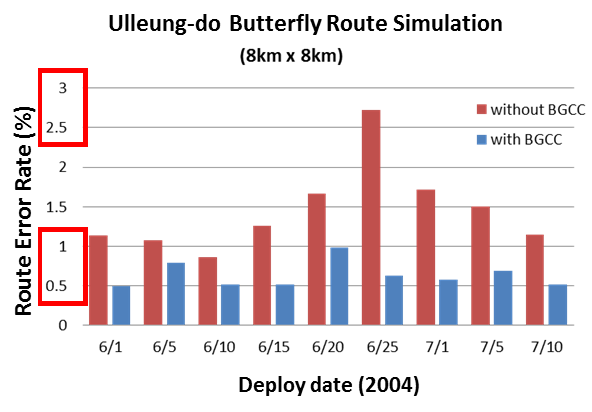 Ulleung-do Butterfly Route Simulation
(8km x 8km)
Route Error Rate (%)
3
2.5
2
1.5
1
0.5
0
without BGCC
with BGCC
6/1 6/5 6/10 6/15 6/20 6/25 7/1 7/5 7/10
Deploy date (2004)